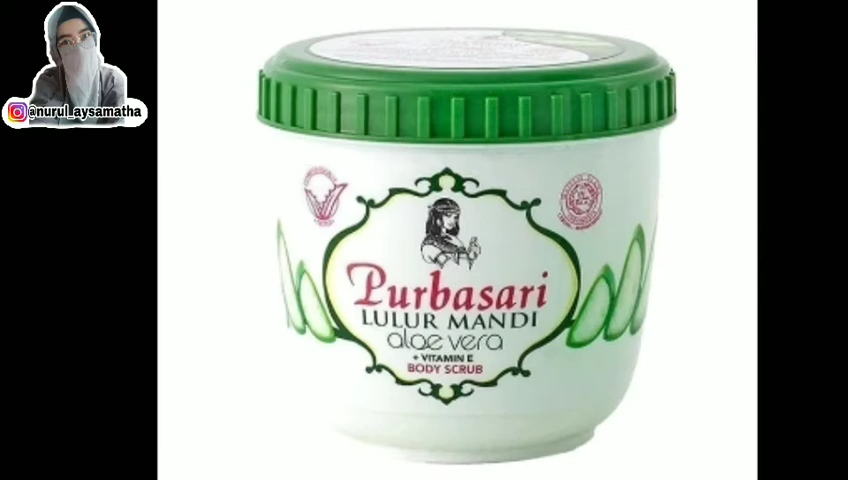 @nurul_aysamatha
Purbasari
LULUR MANDI
aloe vera
+ VITAMIN E
BODY SCRUB